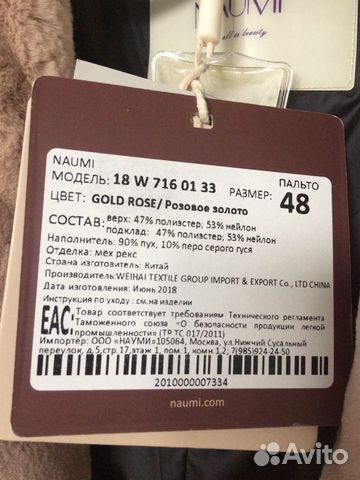 NAUMI
all is beauty
NAUMI
МОДЕЛЬ: 18 W 716 01 33
РАЗМЕР:
ПАЛЬТО
48
ЦВЕТ: GOLD ROSE/ Розовое золото
СОСТАВ: верх: 47% полиэстер; 53% нейлон
подклад: 47% полиэстер; 53% нейлон
Наполнитель: 90% пух, 10% перо серого гуся
Отделка: мех рекс
Страна изготовитель: Китай
Производитель:WEIHAI TEXTILE GROUP IMPORT & EXPORT Co., LTD CHINA
Дата изготовления: Июнь 2018
Инструкция по уходу : см.на изделии
EAC
Товар соответствует требованиям Технического регламента
Таможенного союза "О безопасности продукции легкой
промышленности" (ТР ТС 017/2011)
Импортёр: ООО «НАУМИ»105064, Москва, ул.Нижний Сусальный
переулок, д.5,стр.17,этаж 1, пом.1, комн.1,2; 7(985)924-24-50
2010000007334
naumi.com
Avito